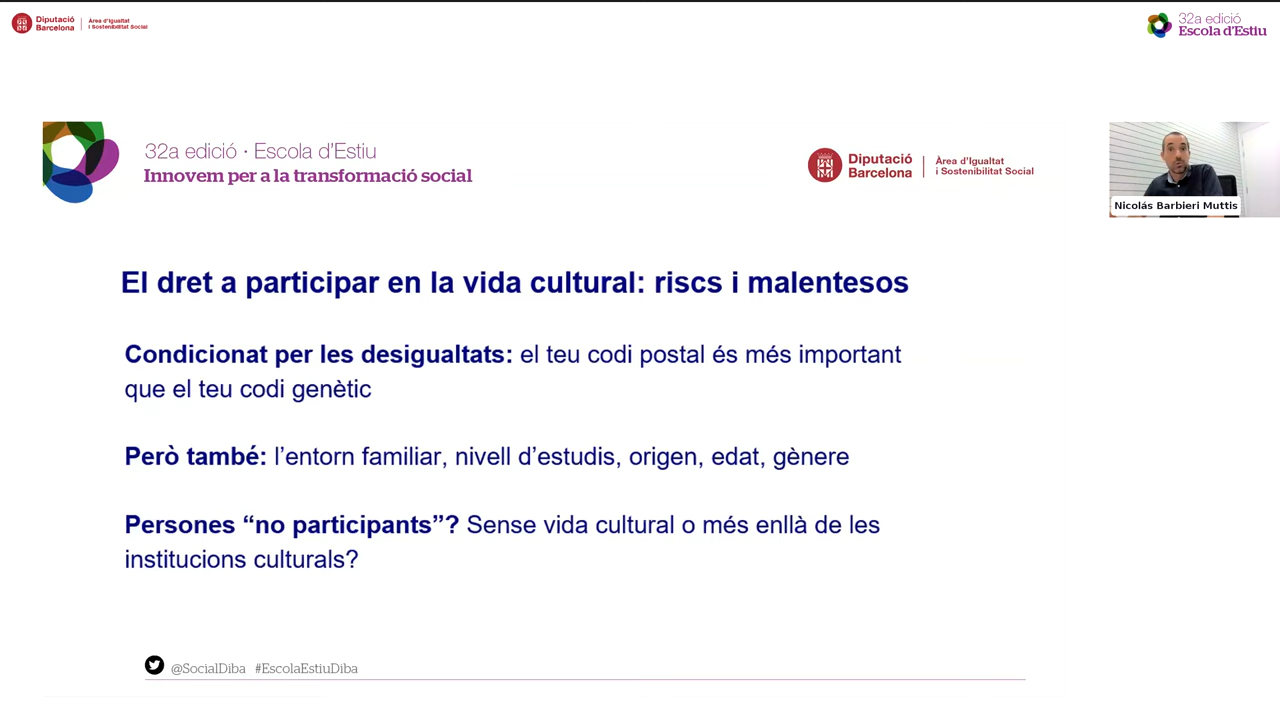 Diputació
Barcelona
Àrea d'Igualtat
i Sostenibilitat Social
32a edició
Escola d'Estiu
32a edició · Escola d'Estiu
Innovem per a la transformació social
Diputació
Barcelona
Àrea d'Igualtat
i Sostenibilitat Social
Nicolás Barbieri Muttis
El dret a participar en la vida cultural: riscs i malentesos
Condicionat per les desigualtats: el teu codi postal és més important
que el teu codi genètic
Però també: l’entorn familiar, nivell d’estudis, origen, edat, gènere
Persones “no participants”? Sense vida cultural o més enllà de les
institucions culturals?
@SocialDiba #EscolaEstiuDiba